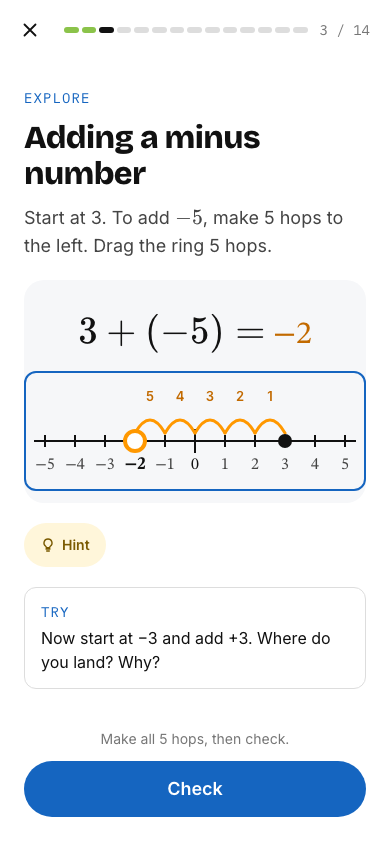 3 / 14
EXPLORE
Adding a minus
number
Start at 3. To add −5, make 5 hops to
the left. Drag the ring 5 hops.
3 + (−5) = −2
5 4 3 2 1
−5 −4 −3 −2 −1 0 1 2 3 4 5
Hint
TRY
Now start at −3 and add +3. Where do
you land? Why?
Make all 5 hops, then check.
Check